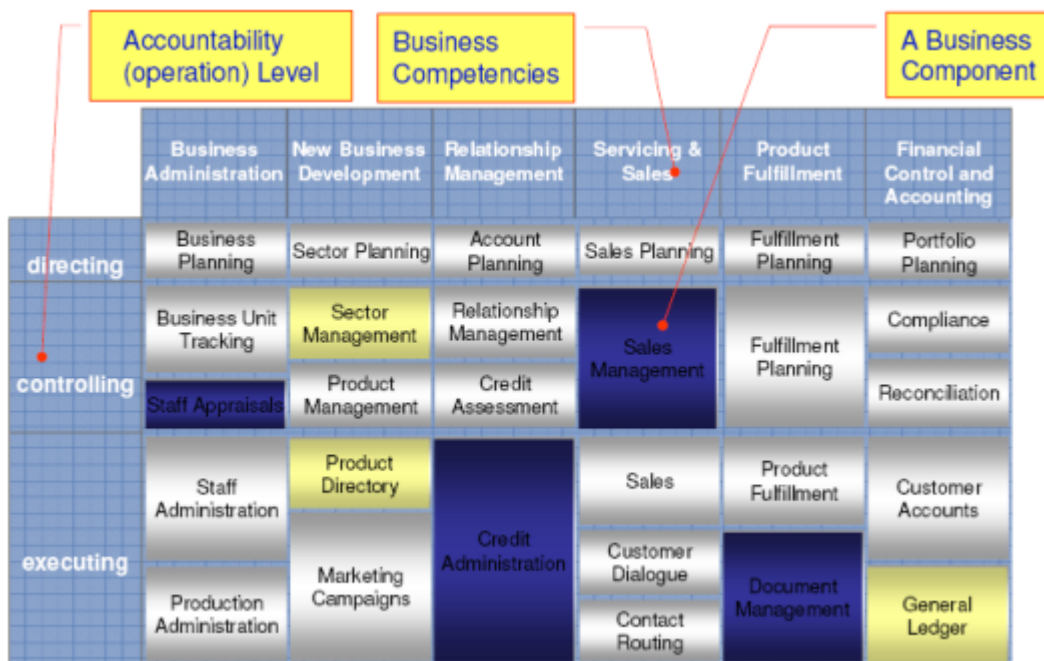 Accountability
(operation) Level
Business
Competencies
A Business
Component
Business
Administration
New Business
Development
Relationship
Management
Servicing &
Sales
Product
Fulfillment
Financial
Control and
Accounting
directing
Business
Planning
Sector Planning
Account
Planning
Sales Planning
Fulfillment
Planning
Portfolio
Planning
controlling
Business Unit
Tracking
Staff Appraisals
Sector
Management
Product
Management
Relationship
Management
Credit
Assessment
Sales
Management
Fulfillment
Planning
Compliance
Reconciliation
executing
Staff
Administration
Production
Administration
Product
Directory
Marketing
Campaigns
Credit
Administration
Sales
Customer
Dialogue
Contact
Routing
Product
Fulfillment
Document
Management
Customer
Accounts
General
Ledger